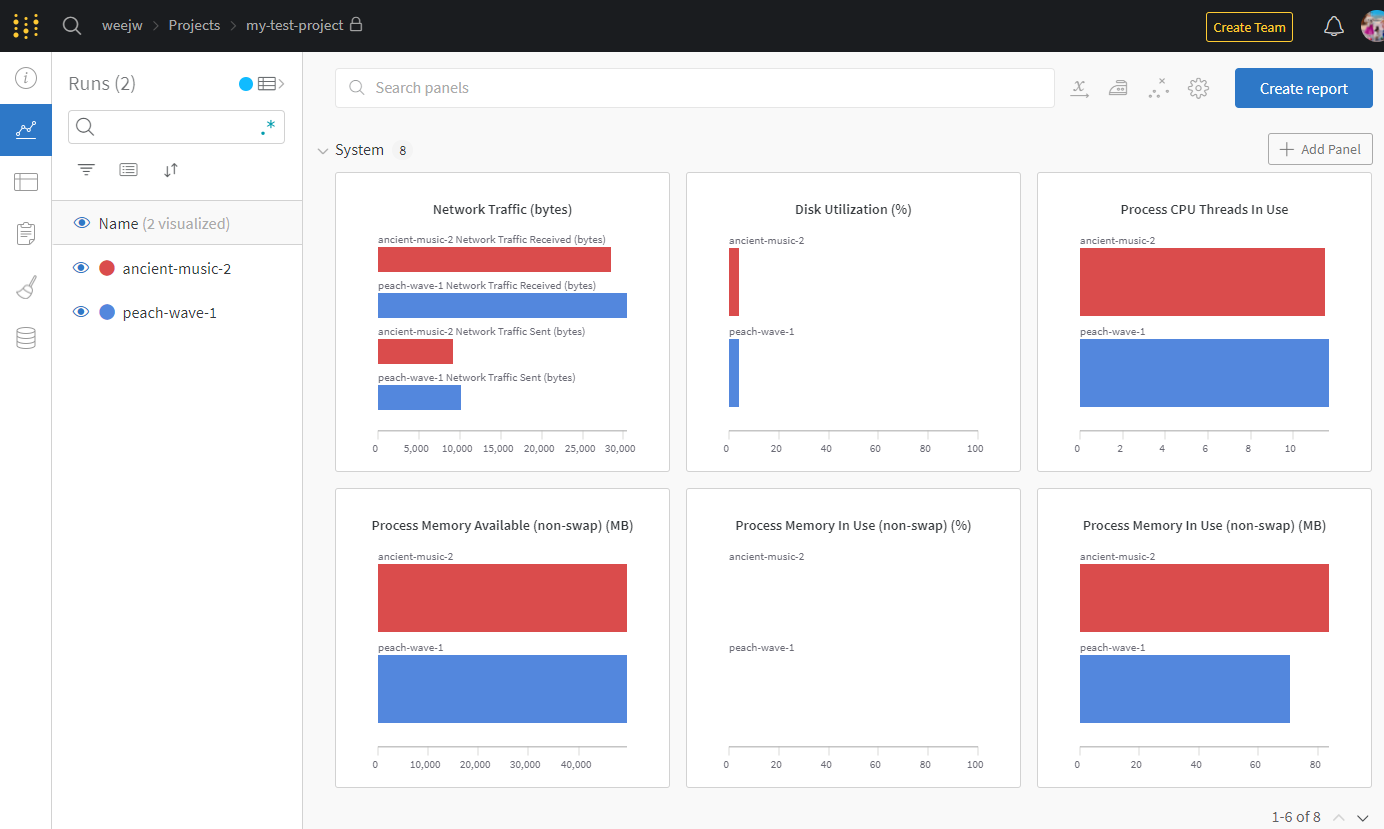 weejw > Projects > my-test-project
Create Team
Runs (2)
.*
Name (2 visualized)
ancient-music-2
peach-wave-1
Search panels
Create report
System 8
Add Panel
Network Traffic (bytes)
ancient-music-2 Network Traffic Received (bytes)
peach-wave-1 Network Traffic Received (bytes)
ancient-music-2 Network Traffic Sent (bytes)
peach-wave-1 Network Traffic Sent (bytes)
0 5,000 10,000 15,000 20,000 25,000 30,000
Disk Utilization (%)
ancient-music-2
peach-wave-1
0 20 40 60 80 100
Process CPU Threads In Use
ancient-music-2
peach-wave-1
0 2 4 6 8 10
Process Memory Available (non-swap) (MB)
ancient-music-2
peach-wave-1
0 10,000 20,000 30,000 40,000
Process Memory In Use (non-swap) (%)
ancient-music-2
peach-wave-1
0 20 40 60 80 100
Process Memory In Use (non-swap) (MB)
ancient-music-2
peach-wave-1
0 20 40 60 80
1-6 of 8